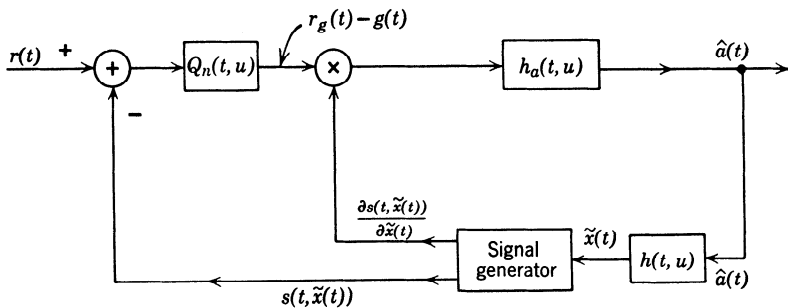 r_g(t) – g(t)
r(t)
+
+
Q_n(t, u)
×
h_a(t, u)
â(t)
–
∂s(t, x̃(t))
∂x̃(t)
Signal
generator
x̃(t)
h(t, u)
â(t)
s(t, x̃(t))